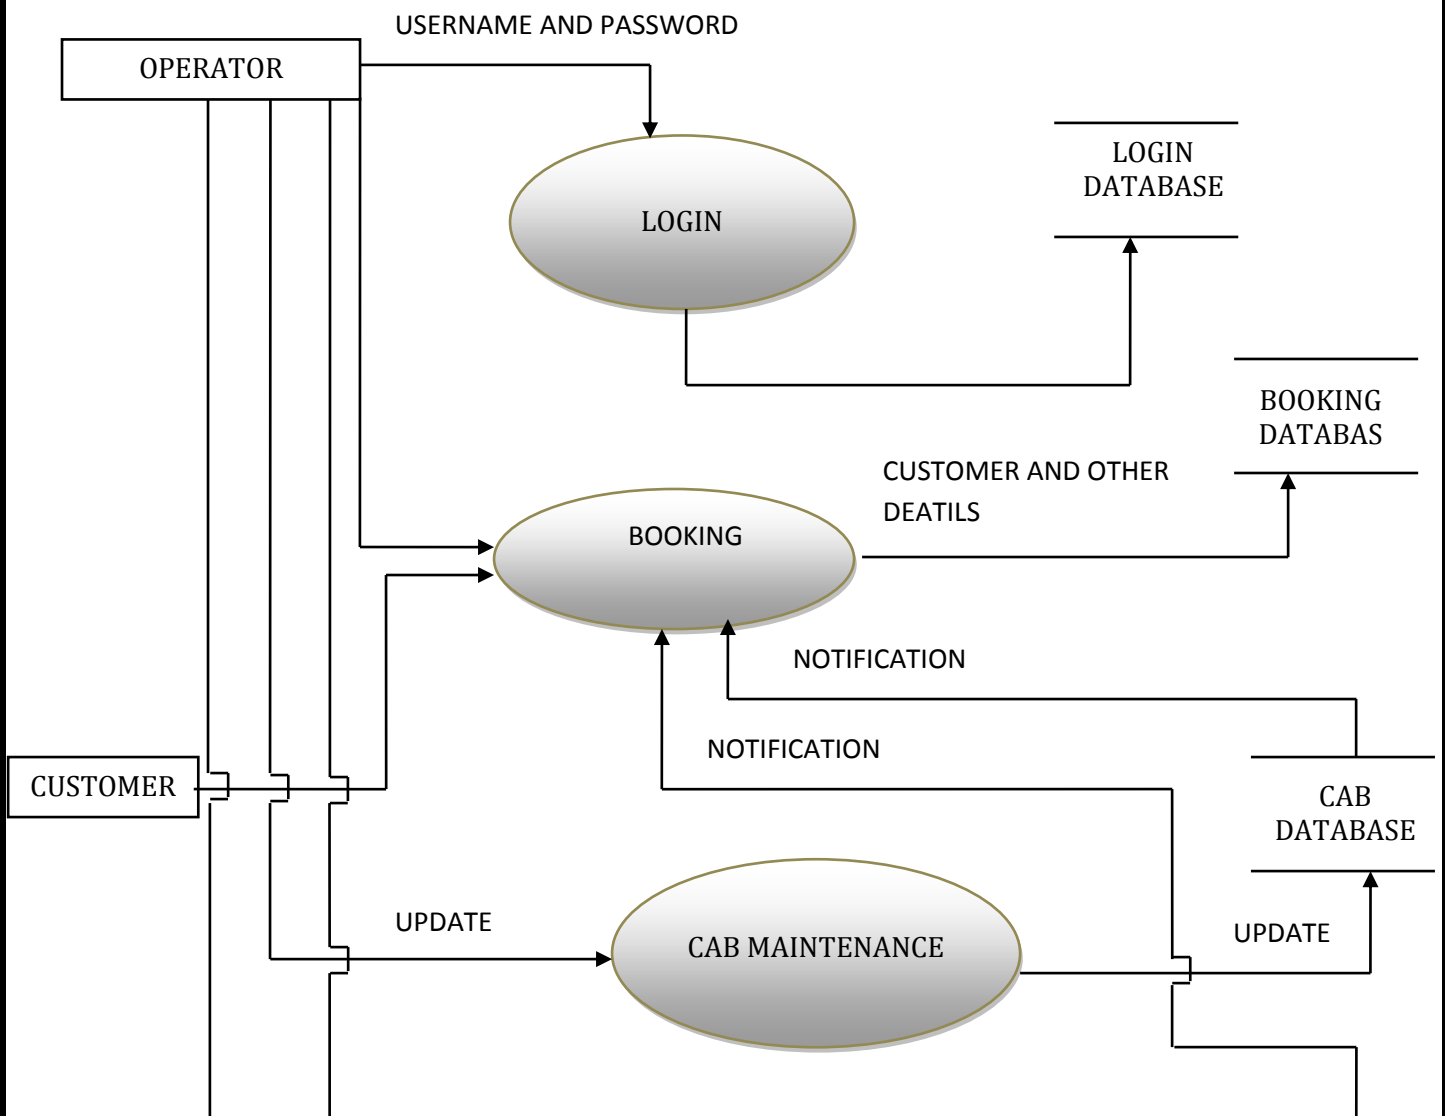 USERNAME AND PASSWORD
OPERATOR
LOGIN
DATABASE
LOGIN
BOOKING
DATABAS
CUSTOMER AND OTHER
DEATILS
BOOKING
NOTIFICATION
NOTIFICATION
CUSTOMER
CAB
DATABASE
UPDATE
CAB MAINTENANCE
UPDATE